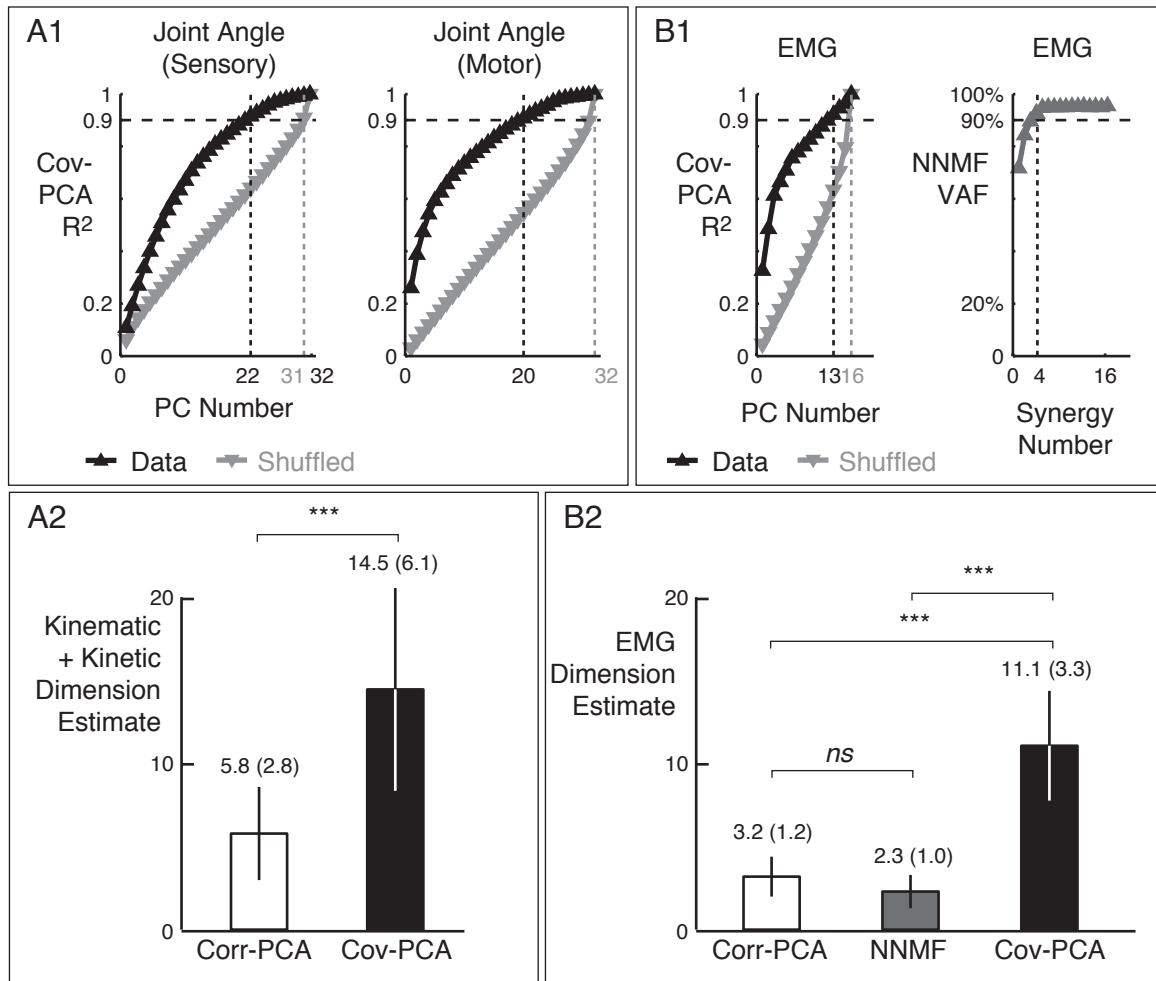 A1
Joint Angle
(Sensory)
Joint Angle
(Motor)
1
0.9
Cov-
PCA
R²
0.2
0
0
22
31
32
PC Number
1
0.9
0.2
0
0
20
32
Data
Shuffled
B1
EMG
EMG
1
0.9
Cov-
PCA
R²
0.2
0
0
13
16
PC Number
100%
90%
NNMF
VAF
20%
0
0
4
16
Synergy
Number
Data
Shuffled
A2
***
14.5 (6.1)
20
Kinematic
+ Kinetic
Dimension
Estimate
10
5.8 (2.8)
0
Corr-PCA
Cov-PCA
B2
***
***
20
EMG
Dimension
Estimate
11.1 (3.3)
10
ns
3.2 (1.2)
2.3 (1.0)
0
Corr-PCA
NNMF
Cov-PCA